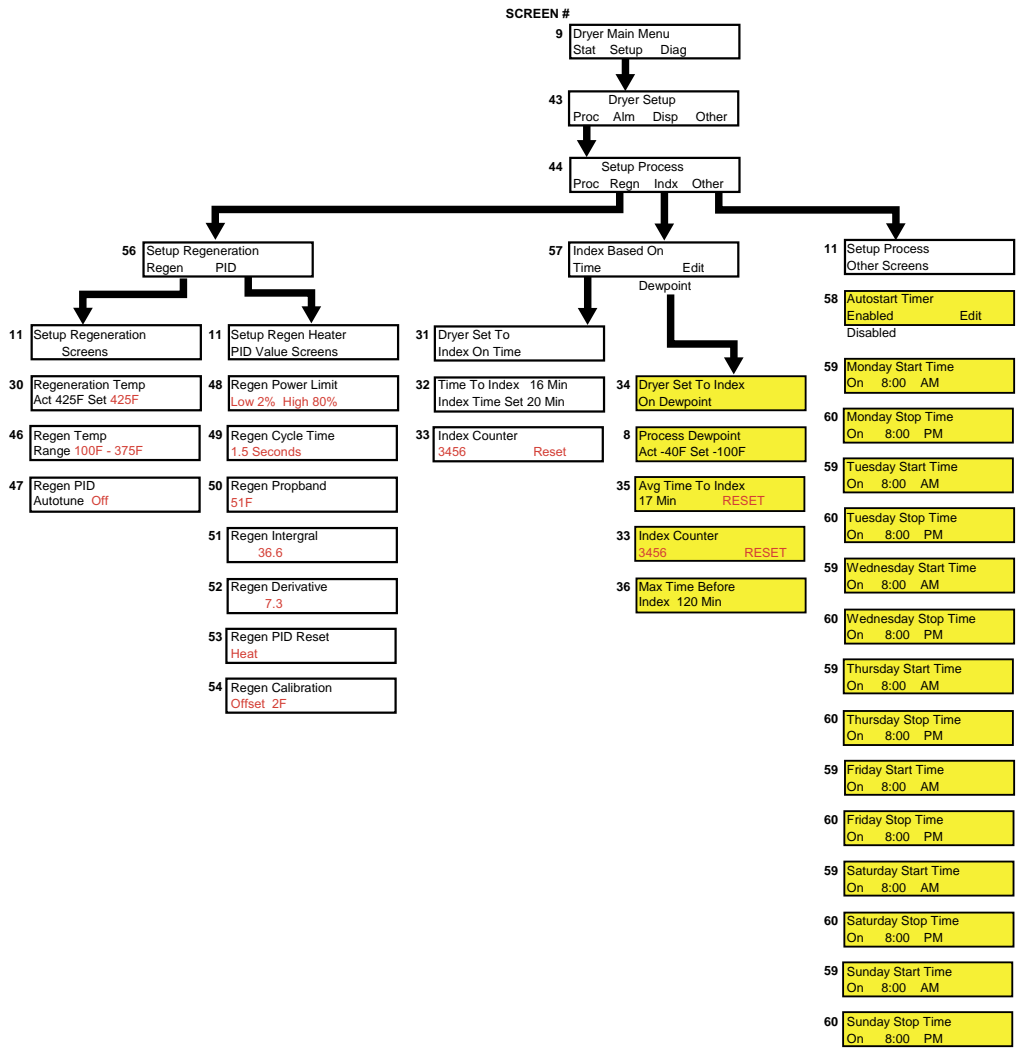 SCREEN #
9 Dryer Main Menu
Stat Setup Diag
43 Dryer Setup
Proc Alm Disp Other
44 Setup Process
Proc Regn Indx Other
56 Setup Regeneration
Regen PID
11 Setup Regeneration
Screens
30 Regeneration Temp
Act 425F Set 425F
46 Regen Temp
Range 100F - 375F
47 Regen PID
Autotune Off
11 Setup Regen Heater
PID Value Screens
48 Regen Power Limit
Low 2% High 80%
49 Regen Cycle Time
1.5 Seconds
50 Regen Propband
51F
51 Regen Intergral
36.6
52 Regen Derivative
7.3
53 Regen PID Reset
Heat
54 Regen Calibration
Offset 2F
57 Index Based On
Time Edit
Dewpoint
31 Dryer Set To
Index On Time
32 Time To Index 16 Min
Index Time Set 20 Min
33 Index Counter
3456 Reset
34 Dryer Set To Index
On Dewpoint
8 Process Dewpoint
Act -40F Set -100F
35 Avg Time To Index
17 Min RESET
33 Index Counter
3456 RESET
36 Max Time Before
Index 120 Min
11 Setup Process
Other Screens
58 Autostart Timer
Enabled Edit
Disabled
59 Monday Start Time
On 8:00 AM
60 Monday Stop Time
On 8:00 PM
59 Tuesday Start Time
On 8:00 AM
60 Tuesday Stop Time
On 8:00 PM
59 Wednesday Start Time
On 8:00 AM
60 Wednesday Stop Time
On 8:00 PM
59 Thursday Start Time
On 8:00 AM
60 Thursday Stop Time
On 8:00 PM
59 Friday Start Time
On 8:00 AM
60 Friday Stop Time
On 8:00 PM
59 Saturday Start Time
On 8:00 AM
60 Saturday Stop Time
On 8:00 PM
59 Sunday Start Time
On 8:00 AM
60 Sunday Stop Time
On 8:00 PM